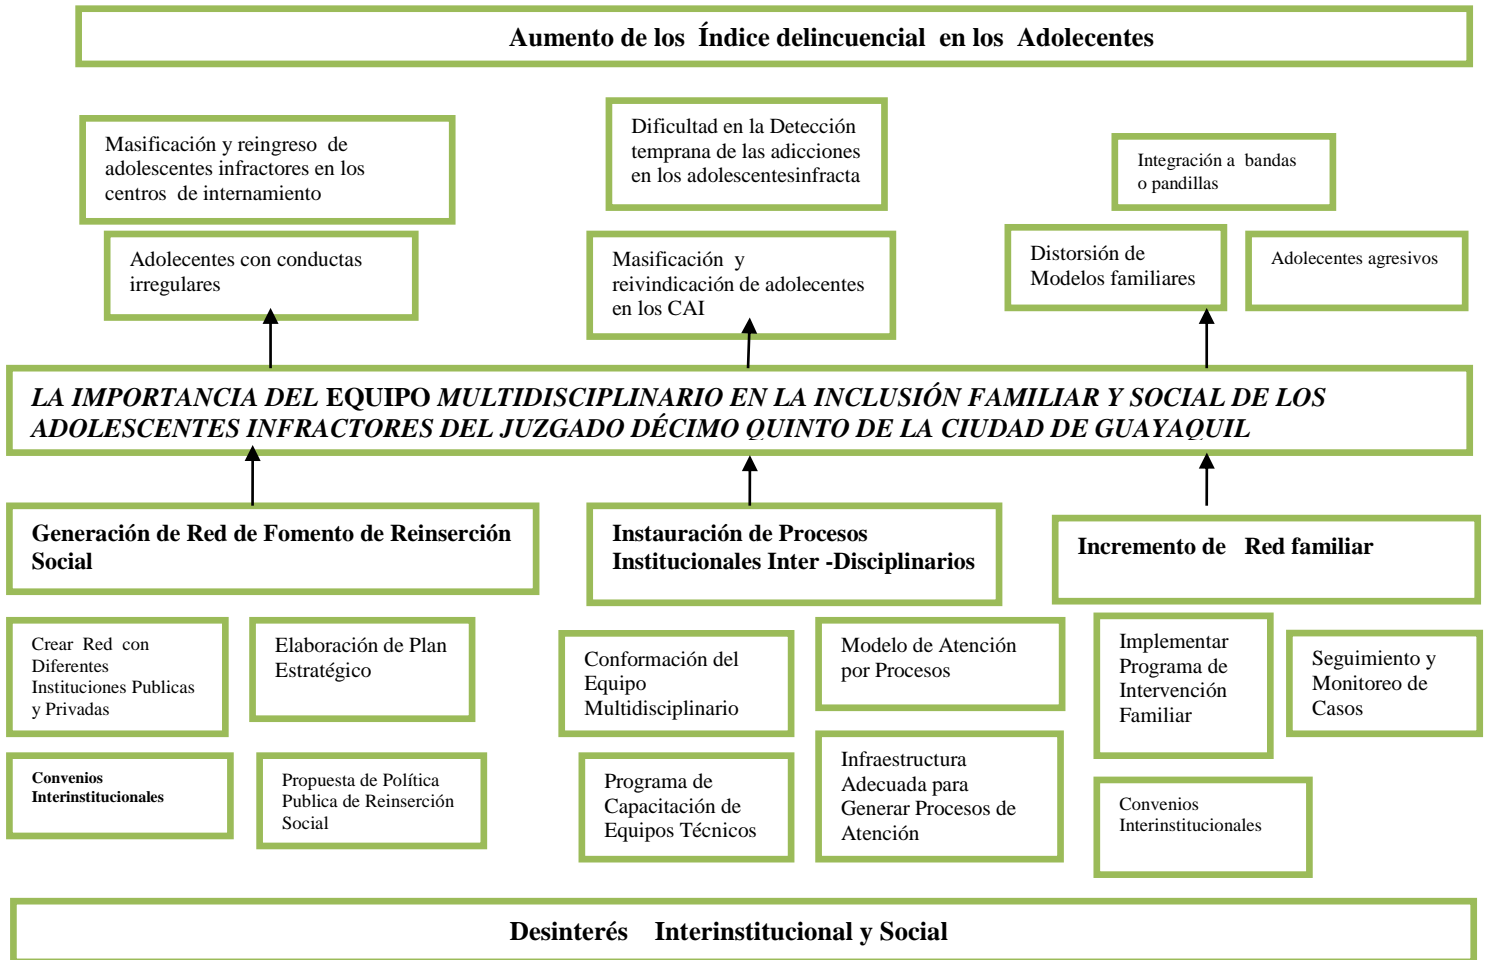 Aumento de los Índice delincuencial en los Adolecentes
Masificación y reingreso de
adolescentes infractores en los
centros de internamiento
Dificultad en la Detección
temprana de las adicciones
en los adolescentesinfracta
Integración a bandas
o pandillas
Adolecentes con conductas
irregulares
Masificación y
reivindicación de adolecentes
en los CAI
Distorsión de
Modelos familiares
Adolecentes agresivos
LA IMPORTANCIA DEL EQUIPO MULTIDISCIPLINARIO EN LA INCLUSIÓN FAMILIAR Y SOCIAL DE LOS
ADOLESCENTES INFRACTORES DEL JUZGADO DÉCIMO QUINTO DE LA CIUDAD DE GUAYAQUIL
Generación de Red de Fomento de Reinserción
Social
Instauración de Procesos
Institucionales Inter -Disciplinarios
Incremento de Red familiar
Crear Red con
Diferentes
Instituciones Publicas
y Privadas
Elaboración de Plan
Estratégico
Conformación del
Equipo
Multidisciplinario
Modelo de Atención
por Procesos
Implementar
Programa de
Intervención
Familiar
Seguimiento y
Monitoreo de
Casos
Convenios
Interinstitucionales
Propuesta de Política
Publica de Reinserción
Social
Programa de
Capacitación de
Equipos Técnicos
Infraestructura
Adecuada para
Generar Procesos de
Atención
Convenios
Interinstitucionales
Desinterés Interinstitucional y Social